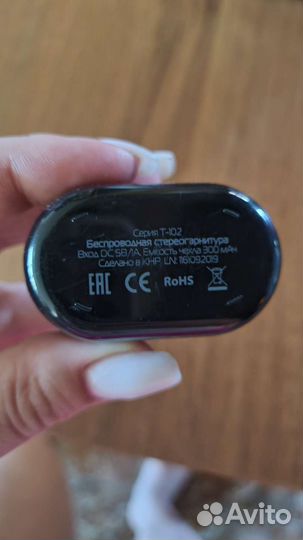 Серия T-102
Беспроводная стереогарнитура
Вход DC 5В/1А, Емкость чехла 300 мАч
Сделано в КНР, LN: 116092019
EAC CE RoHS
Avito